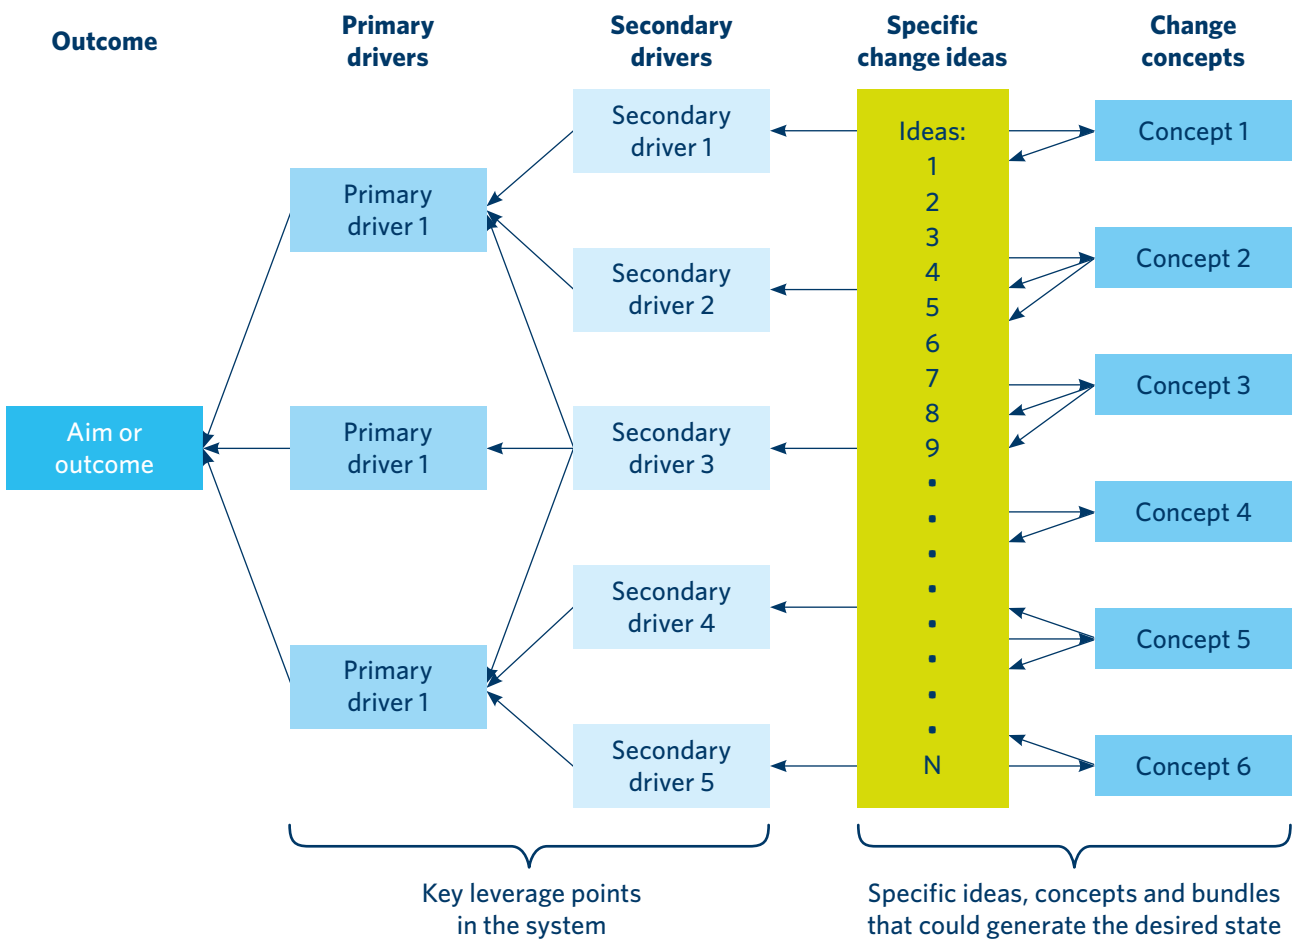 Outcome
Primary
drivers
Secondary
drivers
Specific
change ideas
Change
concepts
Aim or
outcome
Primary
driver 1
Primary
driver 1
Primary
driver 1
Secondary
driver 1
Secondary
driver 2
Secondary
driver 3
Secondary
driver 4
Secondary
driver 5
Ideas:
1
2
3
4
5
6
7
8
9
N
Concept 1
Concept 2
Concept 3
Concept 4
Concept 5
Concept 6
Key leverage points
in the system
Specific ideas, concepts and bundles
that could generate the desired state